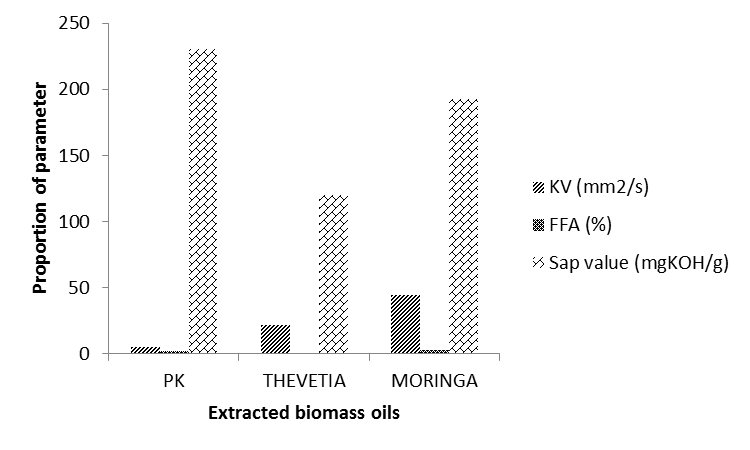 250
200
150
100
50
0
Proportion of parameter
PK
THEVETIA
MORINGA
Extracted biomass oils
KV (mm2/s)
FFA (%)
Sap value (mgKOH/g)